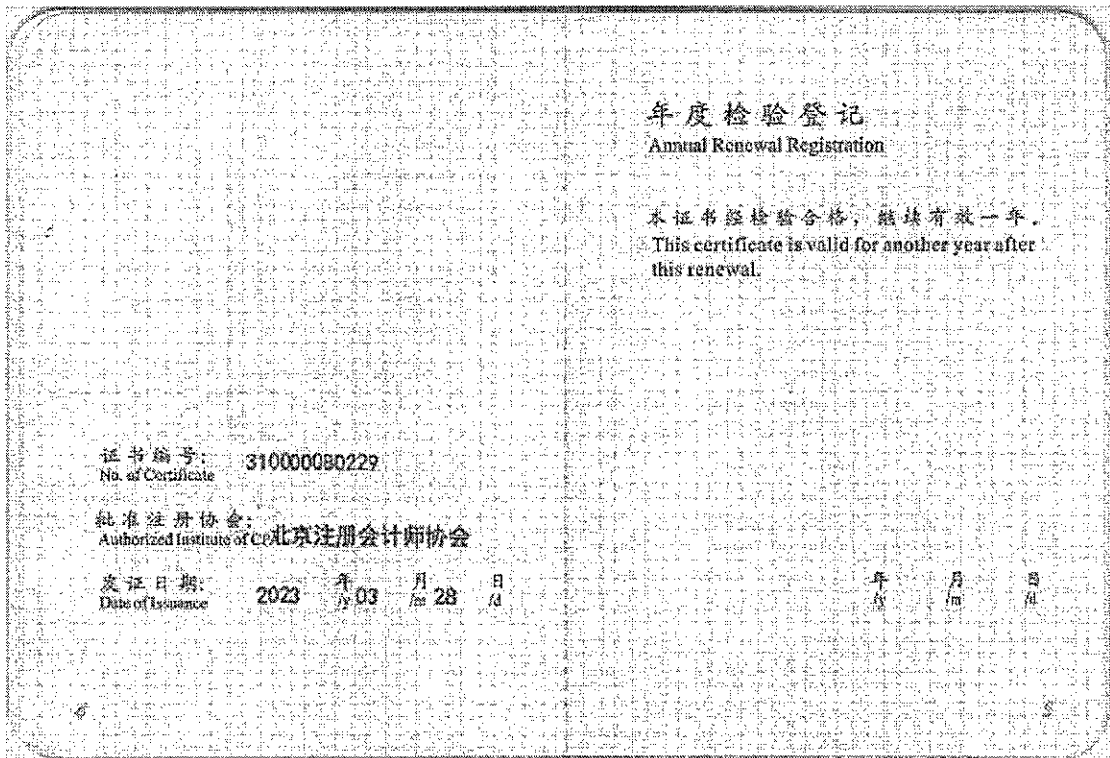 证书编号: 310000080229
No. of Certificate
批准注册协会: 北京注册会计师协会
Authorized Institute of CP
发证日期: 2023 年 03 月 28 日
Date of Issuance /y /m /d
年度检验登记
Annual Renewal Registration
本证书经检验合格，继续有效一年.
This certificate is valid for another year after
this renewal.
年 月 日
/y /m /d